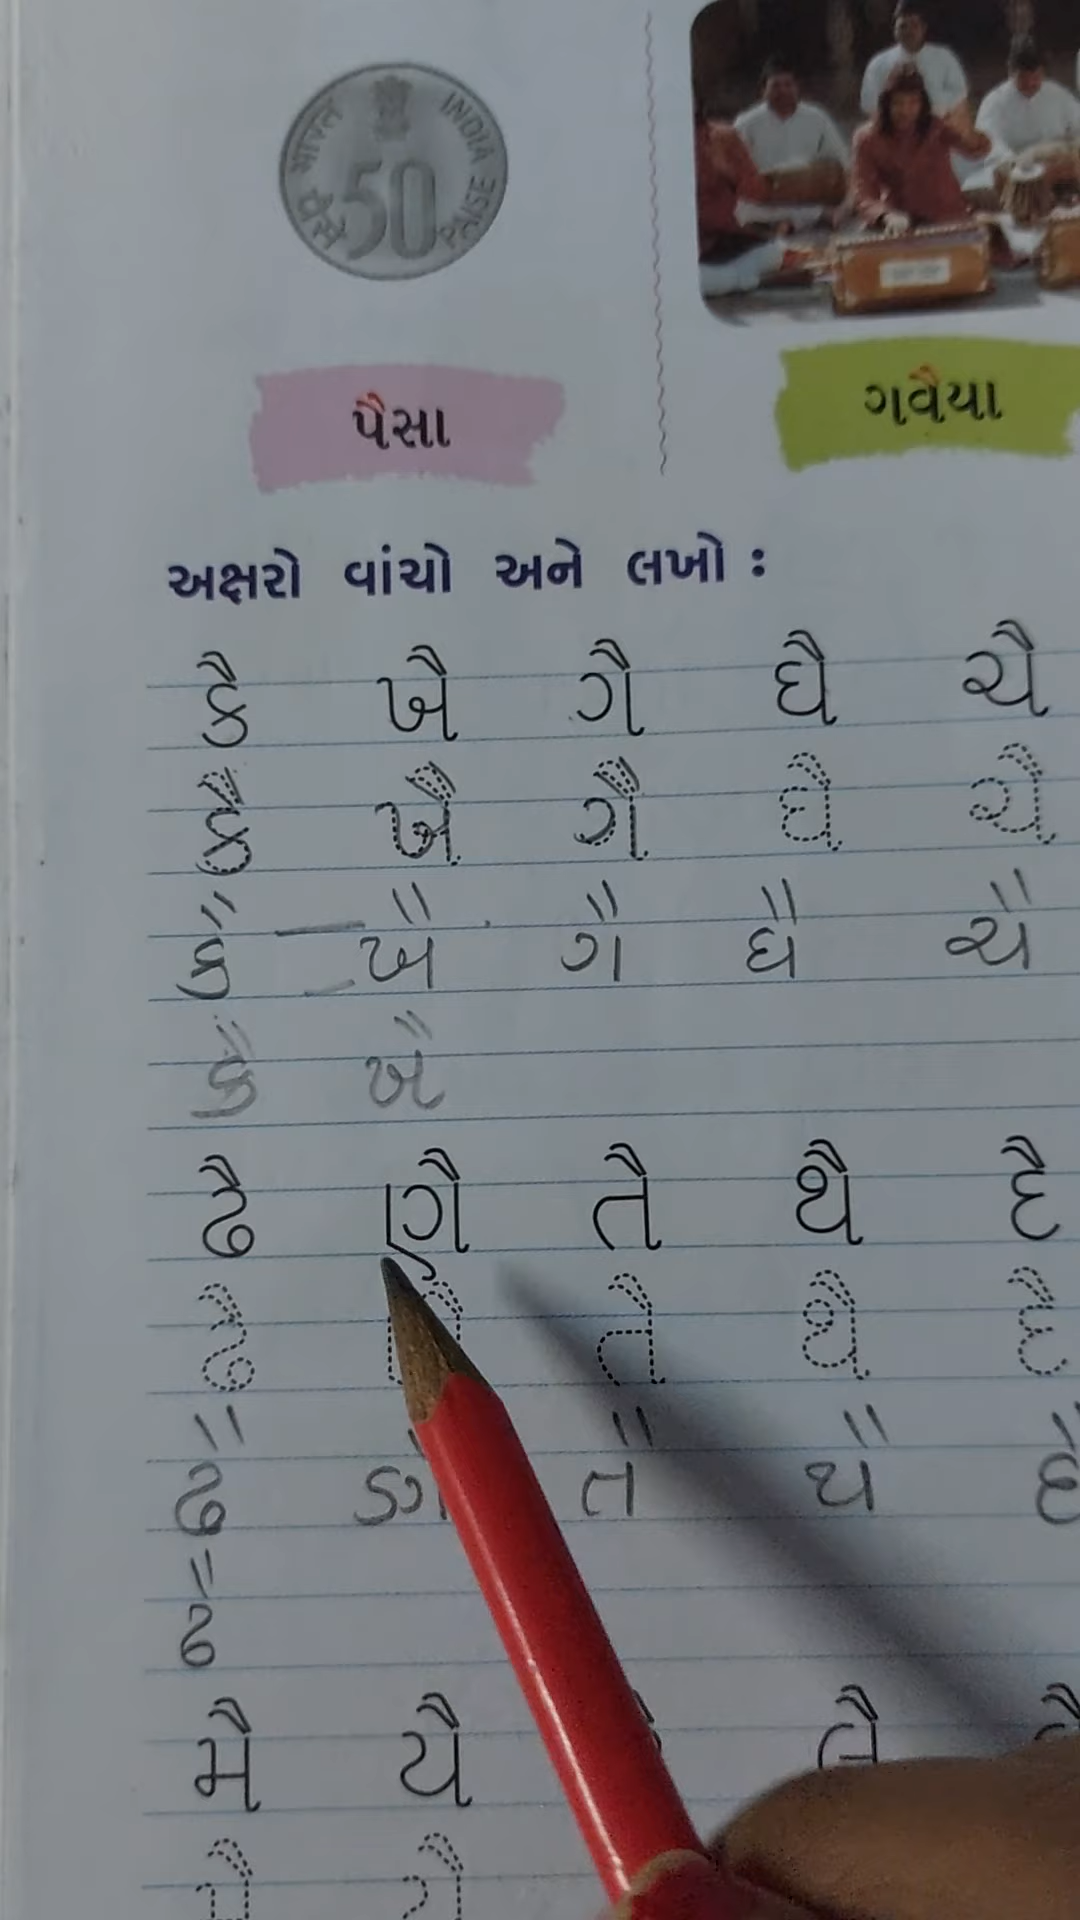 भारत INDIA
पैसे 50 PAISE
પૈસા ગવૈયા
અક્ષરો વાંચો અને લખો :
કૈ ખૈ ગૈ ઘૈ ચૈ
કૈ ખૈ ગૈ ઘૈ ચૈ
કૈ ખૈ ગૈ ઘૈ ચૈ
કૈ ખૈ
ઢૈ ણૈ તૈ થૈ દૈ
ઢૈ તૈ થૈ દૈ
ઢૈ તૈ થૈ દૈ
ઢૈ
મૈ યૈ લૈ
મૈ યૈ